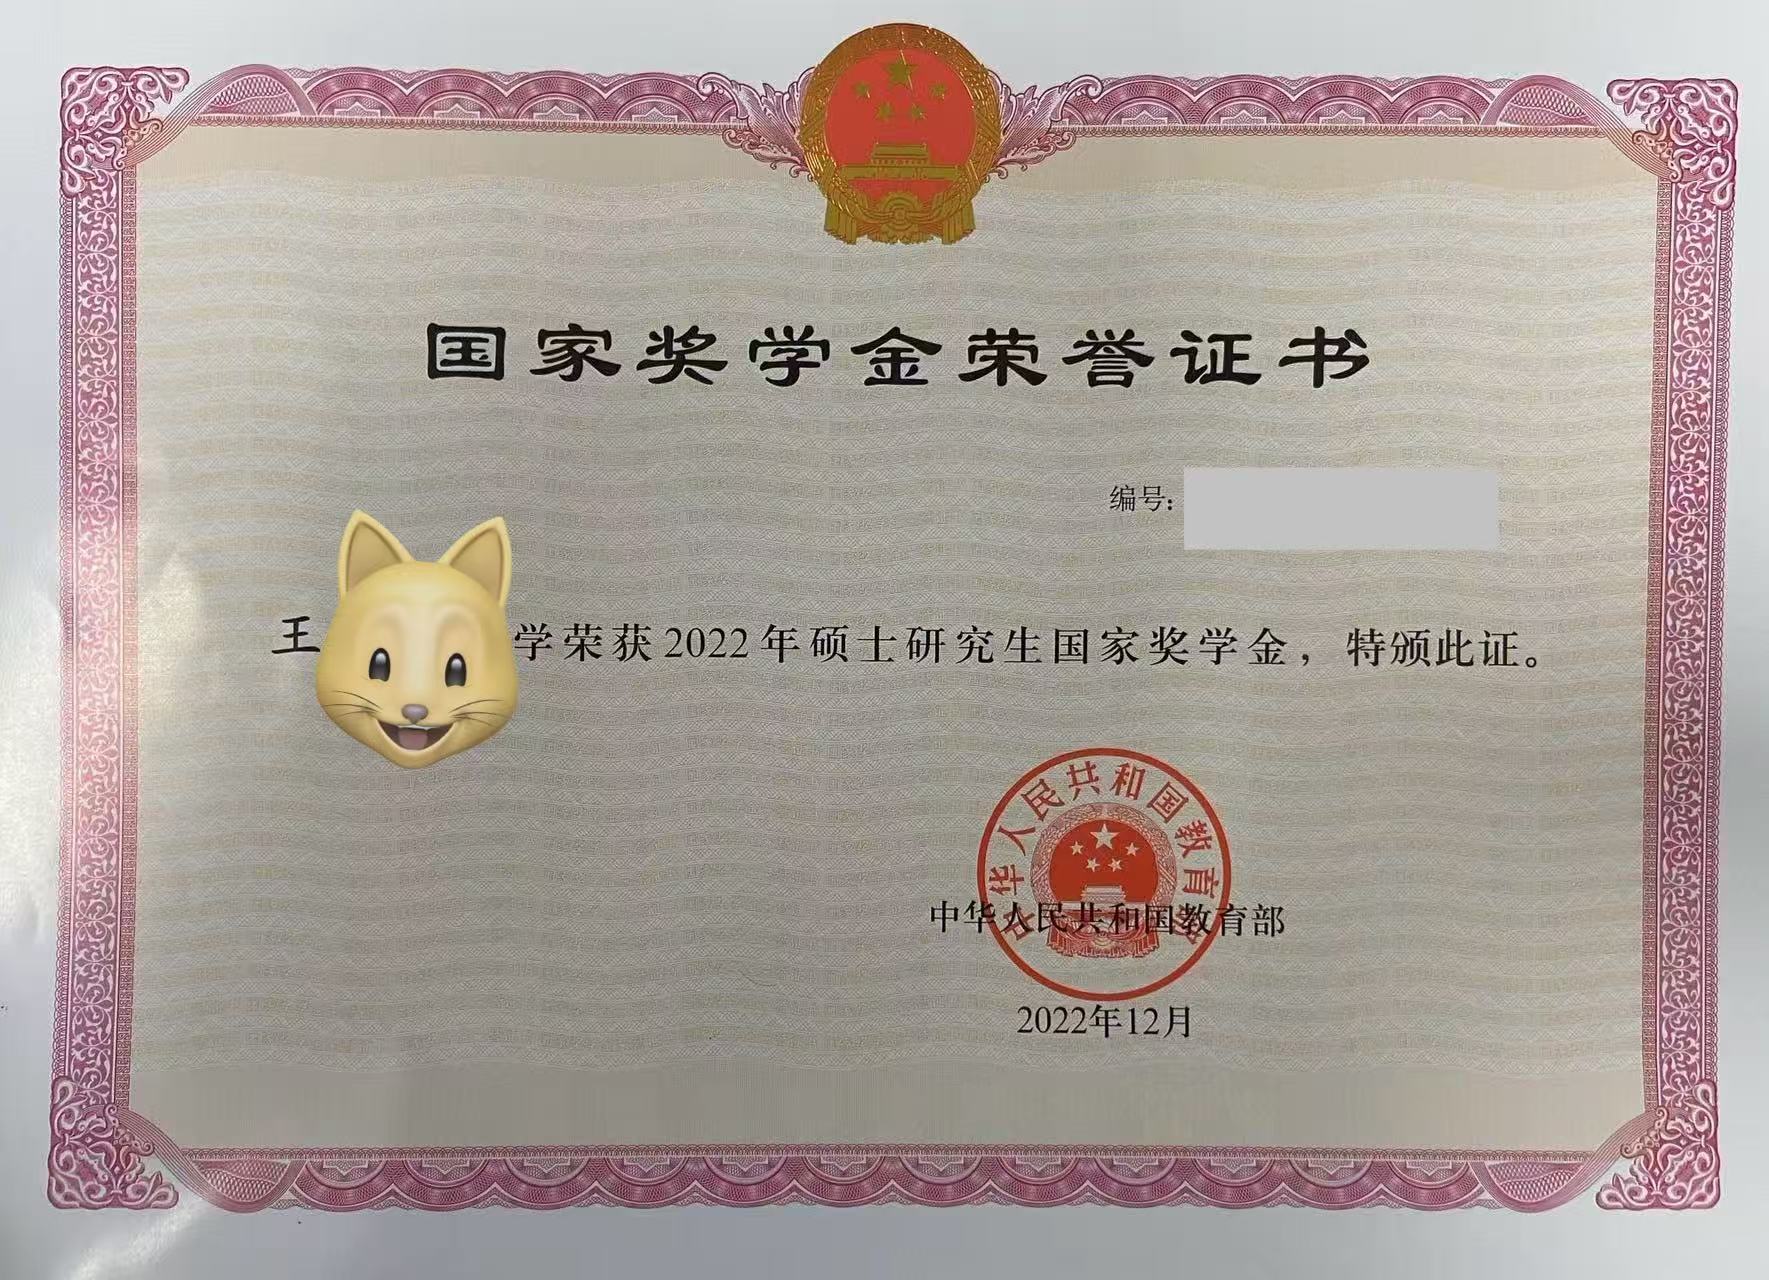 国家奖学金荣誉证书
编号：
王 学荣获2022年硕士研究生国家奖学金，特颁此证。
中华人民共和国教育部
中华人民共和国教育部
2022年12月